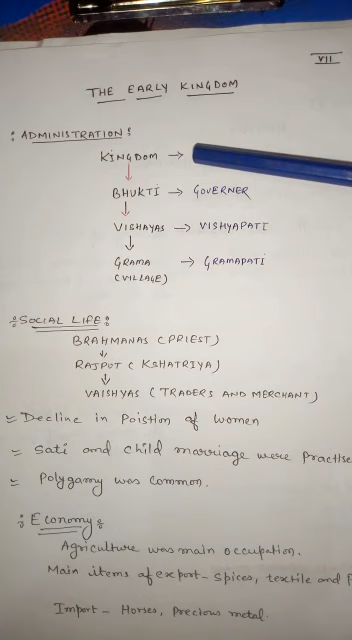 VII
THE EARLY KINGDOM
: ADMINISTRATION :
KINGDOM →
↓
BHUKTI → GOVERNER
↓
VISHAYAS → VISHYAPATI
↓
GRAMA → GRAMAPATI
(VILLAGE)
: SOCIAL LIFE :
BRAHMANAS (PRIEST)
↓
RAJPUT ( KSHATRIYA )
↓
VAISHYAS ( TRADERS AND MERCHANT )
= Decline in Poistion of women
= Sati and child marriage were Practise
= Polygamy was common.
: Economy :
Agriculture was main occupation.
Main items of export - spices, textile and
Import - Horses, Precious metal.